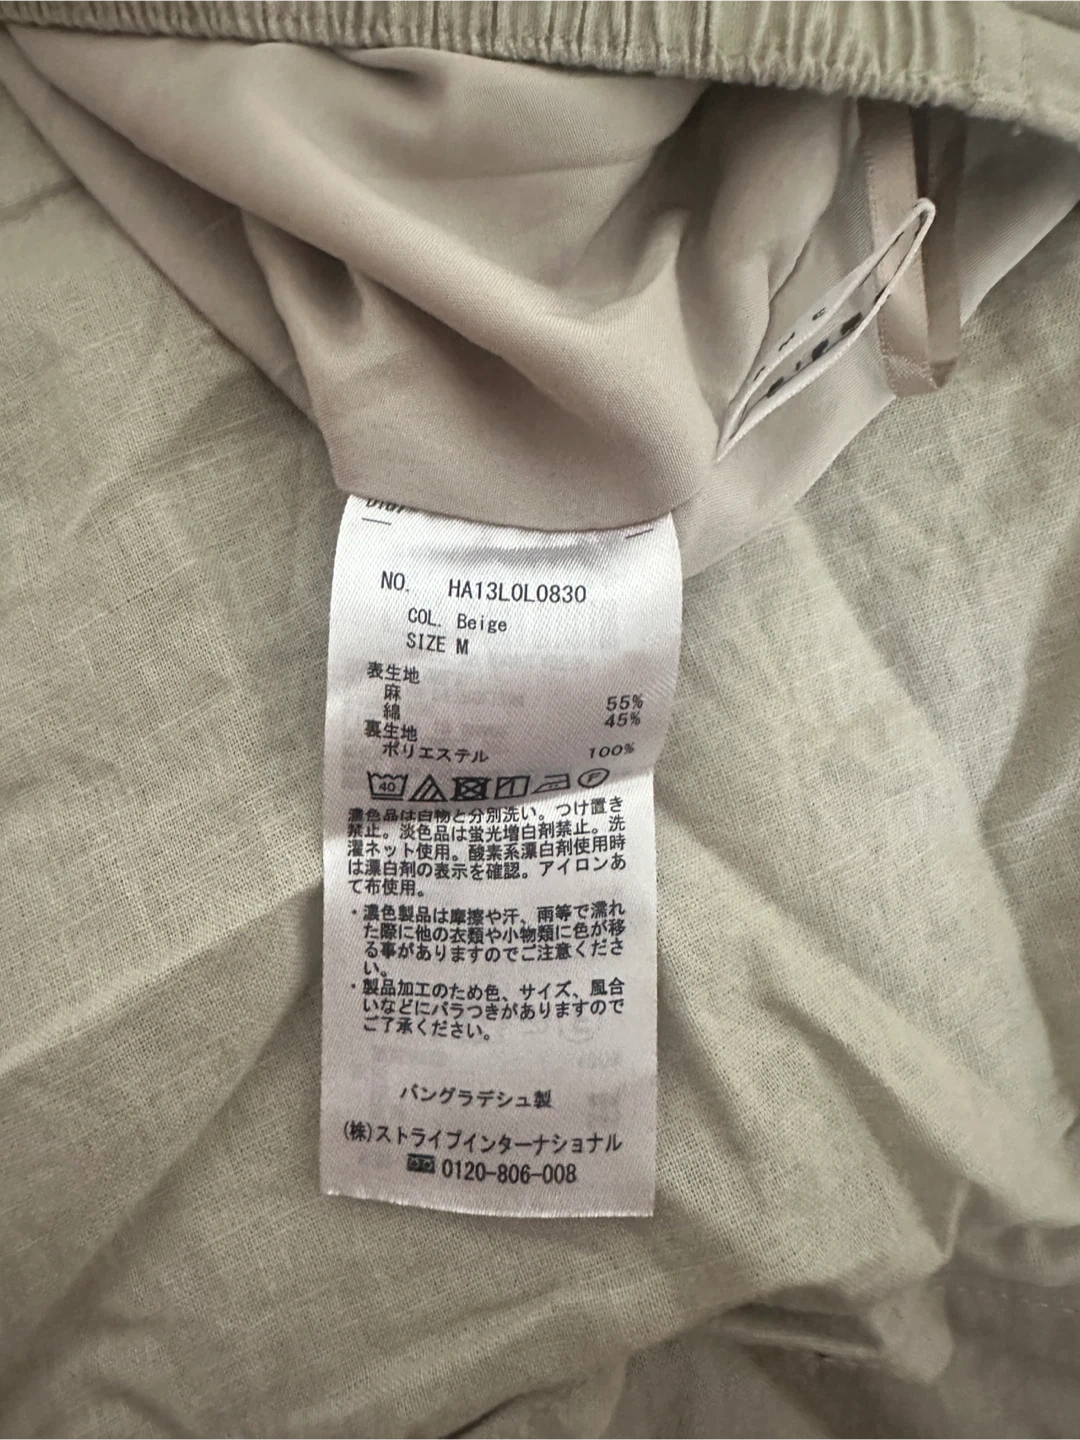 NO. HA13L0L0830
COL. Beige
SIZE M
表生地
麻 55%
綿 45%
裏生地
ポリエステル 100%
40
F
濃色品は白物と分別洗い。つけ置き
禁止。淡色品は蛍光増白剤禁止。洗
濯ネット使用。酸素系漂白剤使用時
は漂白剤の表示を確認。アイロンあ
て布使用。
・濃色製品は摩擦や汗、雨等で濡れ
た際に他の衣類や小物類に色が移
る事がありますのでご注意くださ
い。
・製品加工のため色、サイズ、風合
いなどにバラつきがありますので
ご了承ください。
バングラデシュ製
(株)ストライプインターナショナル
0120-806-008